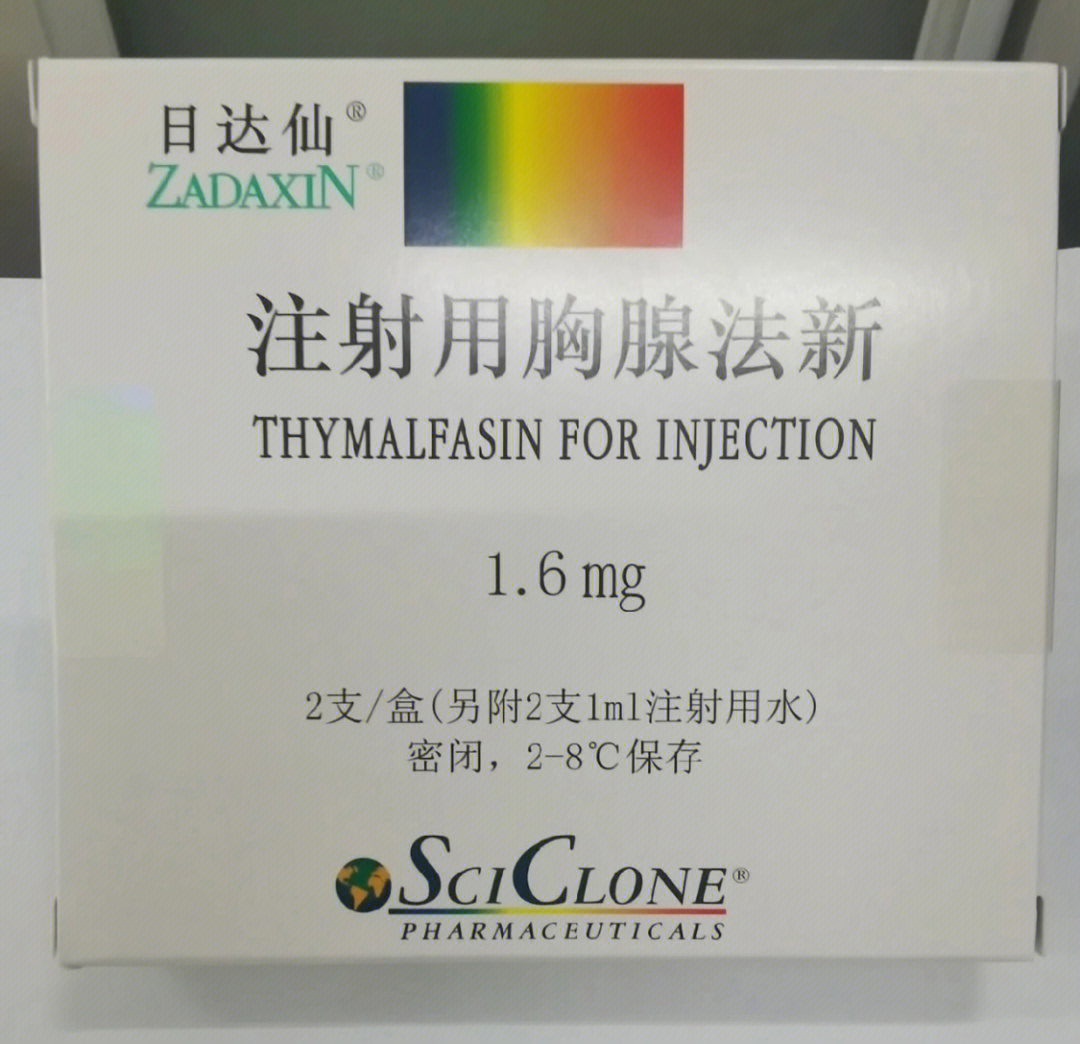 日达仙®
ZADAXIN®
注射用胸腺法新
THYMALFASIN FOR INJECTION
1.6mg
2支/盒(另附2支1ml注射用水)
密闭，2-8℃保存
SCICLONE®
PHARMACEUTICALS